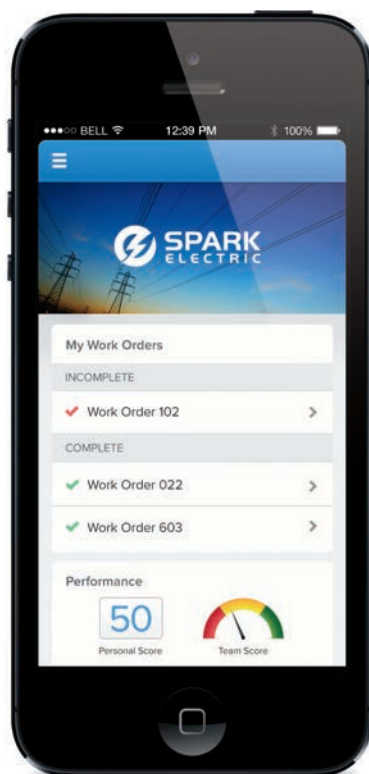 BELL 12:39 PM 100%
SPARK
ELECTRIC
My Work Orders
INCOMPLETE
Work Order 102
COMPLETE
Work Order 022
Work Order 603
Performance
50
Personal Score Team Score